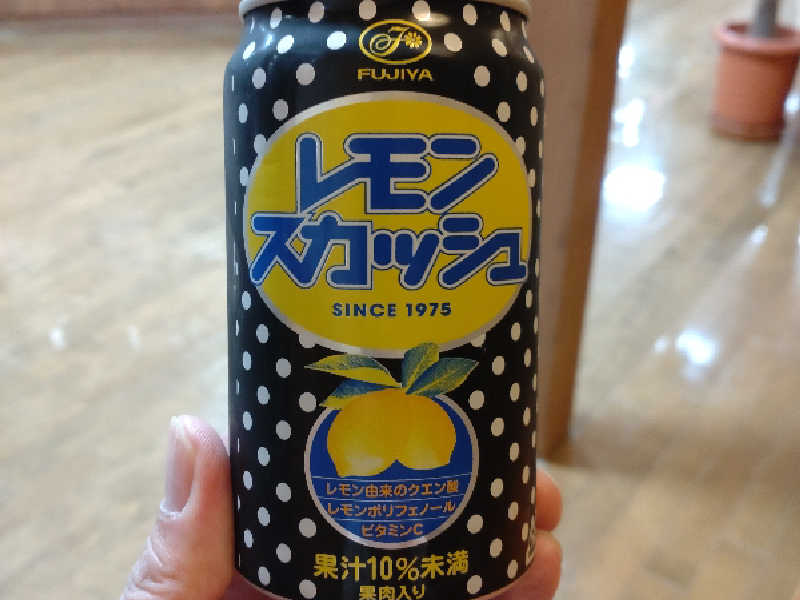 FUJIYA
レモン
スカッシュ
SINCE 1975
レモン由来のクエン酸
レモンポリフェノール
ビタミンC
果汁10%未満
果肉入り